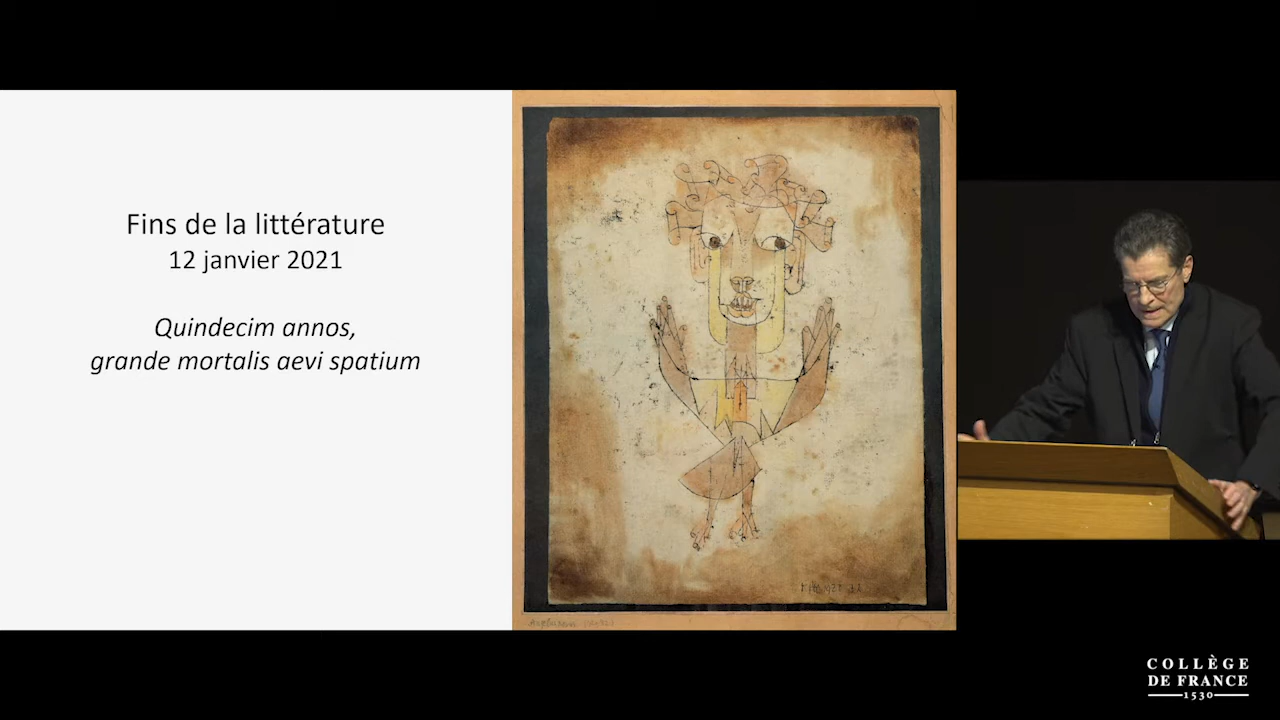 Fins de la littérature
12 janvier 2021
Quindecim annos,
grande mortalis aevi spatium
COLLÈGE
DE FRANCE
1530